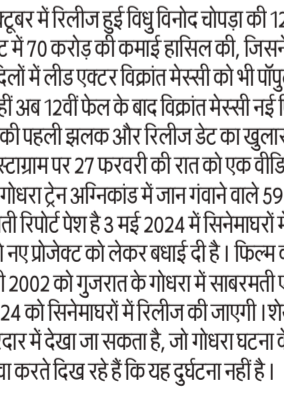 क्टूबर में रिलीज हुई विधु विनोद चोपड़ा की 12
ट में 70 करोड़ की कमाई हासिल की, जिसने
दिलों में लीड एक्टर विक्रांत मेस्सी को भी पॉपु
हीं अब 12वीं फेल के बाद विक्रांत मेस्सी नई फि
की पहली झलक और रिलीज डेट का खुलास
स्टाग्राम पर 27 फरवरी की रात को एक वीडि
गोधरा ट्रेन अग्निकांड में जान गंवाने वाले 59
ती रिपोर्ट पेश है 3 मई 2024 में सिनेमाघरों में
ो नए प्रोजेक्ट को लेकर बधाई दी है। फिल्म व
ी 2002 को गुजरात के गोधरा में साबरमती ए
24 को सिनेमाघरों में रिलीज की जाएगी ।शे
रदार में देखा जा सकता है, जो गोधरा घटना वे
वा करते दिख रहे हैं कि यह दुर्घटना नहीं है।